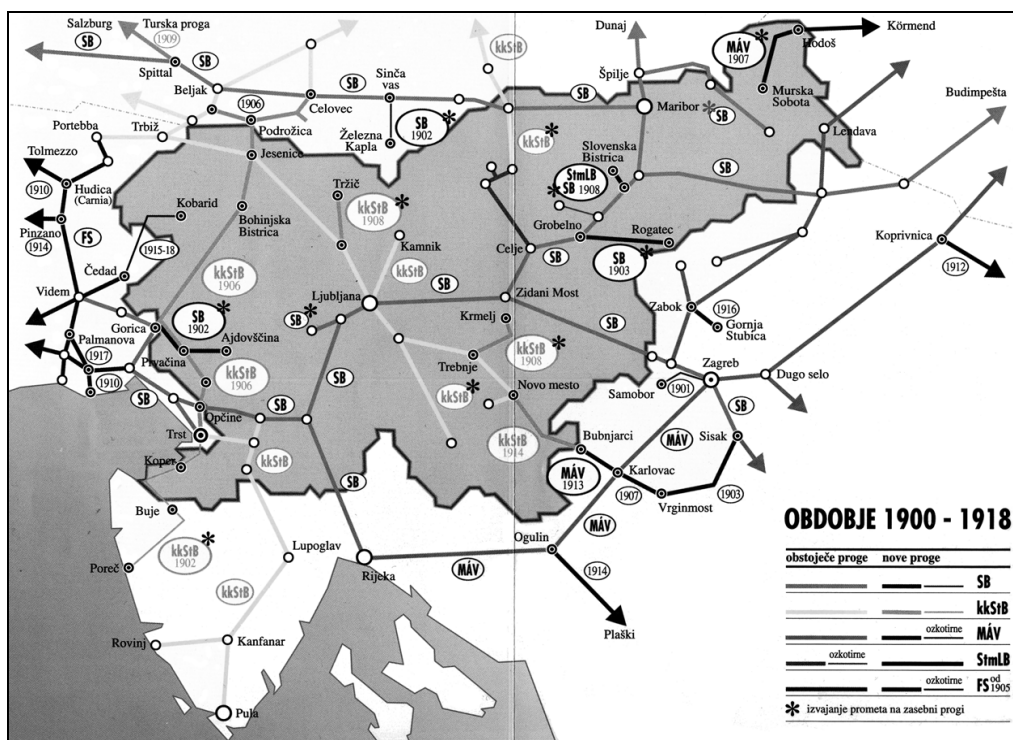 Salzburg
Turska proga
1909
SB
Spittal
SB
Beljak
1906
Celovec
SB
Sinča
vas
kkStB
Dunaj
Špilje
SB
MÁV
1907
Hodoš
Murska
Sobota
Körmend
Budimpešta
Maribor
SB
Lendava
Portebba
Trbiž
Podrožica
Železna
Kapla
SB
1902
kkStB
Slovenska
Bistrica
SB
Tolmezzo
1910
Hudica
(Carnia)
Jesenice
StmLB
SB 1908
Tržič
kkStB
1908
Kobarid
Bohinjska
Bistrica
Kamnik
Grobelno
Rogatec
Pinzano
1914
FS
1915-18
Celje
SB
SB
1903
Koprivnica
1912
Čedad
kkStB
1906
kkStB
Videm
Ljubljana
SB
Zidani Most
Zabok
1916
SB
1902
SB
Krmelj
SB
Gornja
Stubica
Gorica
Palmanova
Ajdovščina
1917
Prvačina
kkStB
1908
Trebnje
Zagreb
1910
kkStB
1906
SB
kkStB
Novo mesto
Samobor
1901
Dugo selo
SB
Opčine
SB
SB
Trst
kkStB
1914
Bubnjarci
MÁV
Sisak
Koper
kkStB
SB
MÁV
1913
Karlovac
1907
1903
Vrginmost
Buje
kkStB
1902
MÁV
OBDOBJE 1900 - 1918
Lupoglav
Ogulin
Poreč
Rijeka
MÁV
1914
obstoječe proge
nove proge
SB
kkStB
kkStB
Plaški
ozkotirne
MÁV
Rovinj
Kanfanar
ozkotirne
StmLB
ozkotirne
FS od 1905
Pula
* izvajanje prometa na zasebni progi